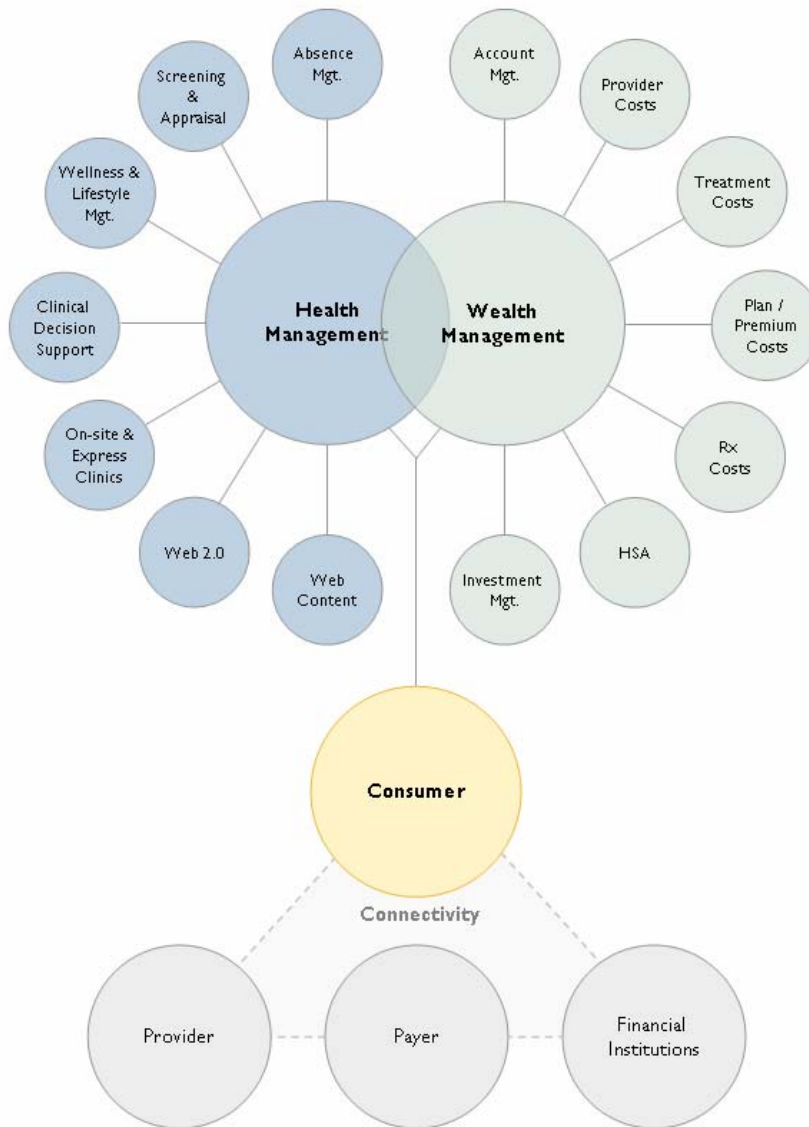 Absence
Mgt.
Account
Mgt.
Screening
&
Appraisal
Provider
Costs
Wellness &
Lifestyle
Mgt.
Treatment
Costs
Clinical
Decision
Support
Health
Management
Wealth
Management
Plan /
Premium
Costs
On-site &
Express
Clinics
Rx
Costs
Web 2.0
Web
Content
Investment
Mgt.
HSA
Consumer
Connectivity
Provider
Payer
Financial
Institutions